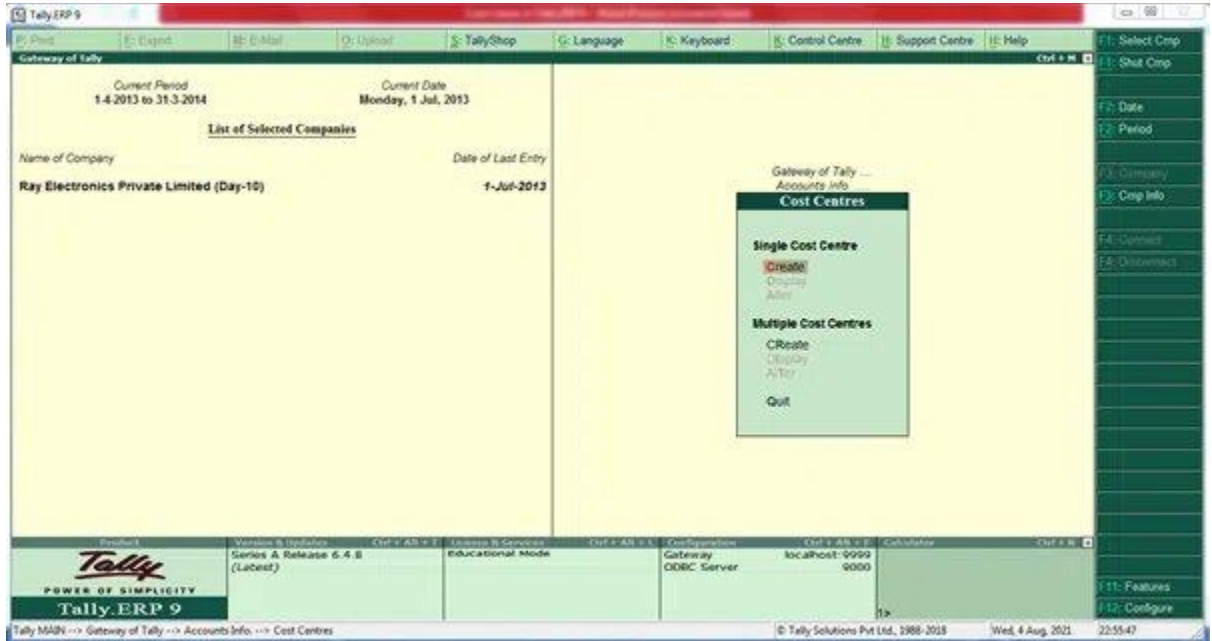 Tally.ERP 9
P: Print E: Export M: E-Mail O: Upload S: TallyShop G: Language K: Keyboard K: Control Centre H: Support Centre H: Help
F1: Select Cmp
F1: Shut Cmp
F2: Date
F2: Period
F3: Company
F3: Cmp Info
F4: Connect
F4: Disconnect
F11: Features
F12: Configure
Gateway of Tally Ctrl + M
Current Period
1-4-2013 to 31-3-2014
Current Date
Monday, 1 Jul, 2013
List of Selected Companies
Name of Company Date of Last Entry
Ray Electronics Private Limited (Day-10) 1-Jul-2013
Gateway of Tally ....
Accounts Info. ...
Cost Centres
Single Cost Centre
Create
Display
Alter
Multiple Cost Centres
CReate
DIsplay
AlTer
Quit
Product
Tally
POWER OF SIMPLICITY
Tally.ERP 9
Version & Updates Ctrl + Alt + T
Series A Release 6.4.8
(Latest)
License & Services Ctrl + Alt + L
Educational Mode
Configuration Ctrl + Alt + F
Gateway localhost:9999
ODBC Server 9000
Calculator Ctrl + N
1>
Tally MAIN --> Gateway of Tally --> Accounts Info. --> Cost Centres
© Tally Solutions Pvt Ltd., 1988-2018
Wed, 4 Aug, 2021
22:55:47